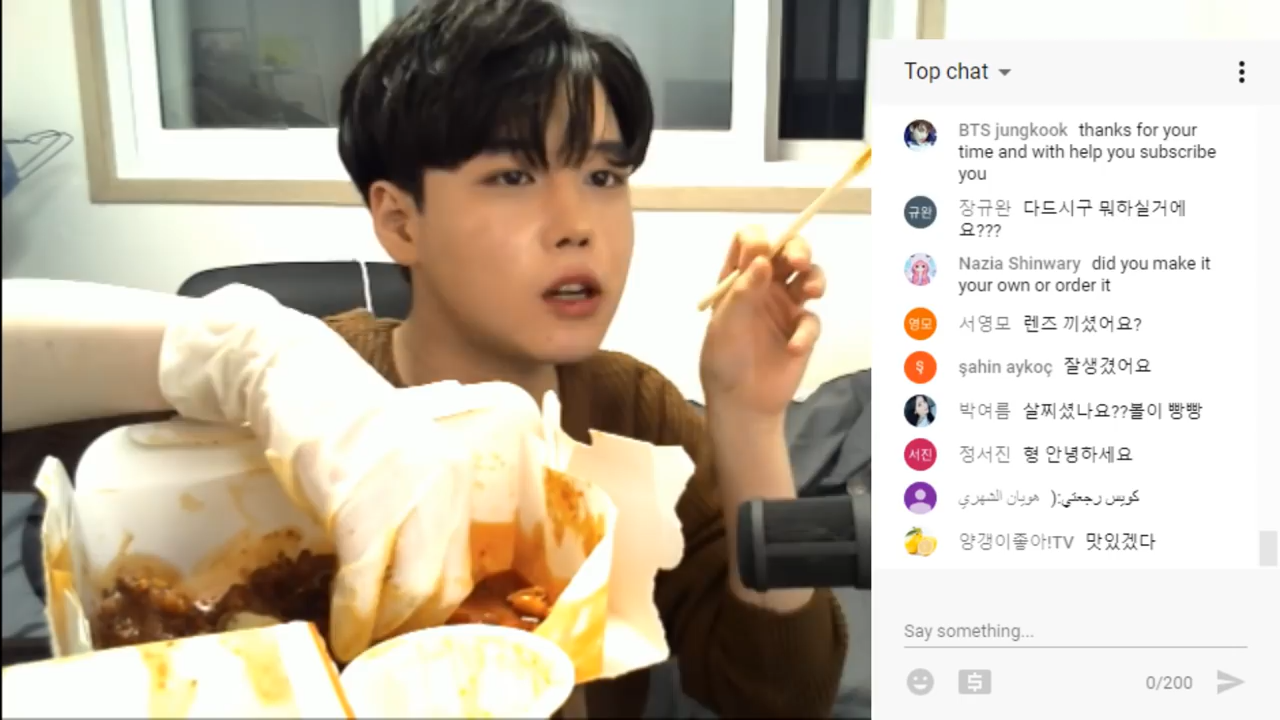 Top chat
BTS jungkook thanks for your
time and with help you subscribe
you
규완
장규완 다드시구 뭐하실거에
요???
Nazia Shinwary did you make it
your own or order it
영모
서영모 렌즈 끼셨어요?
Ş
şahin aykoç 잘생겼어요
박여름 살찌셨나요??볼이 빵빵
서진
정서진 형 안녕하세요
هويان الشهري كويس رجعتي:(
양갱이좋아!TV 맛있겠다
Say something...
0/200